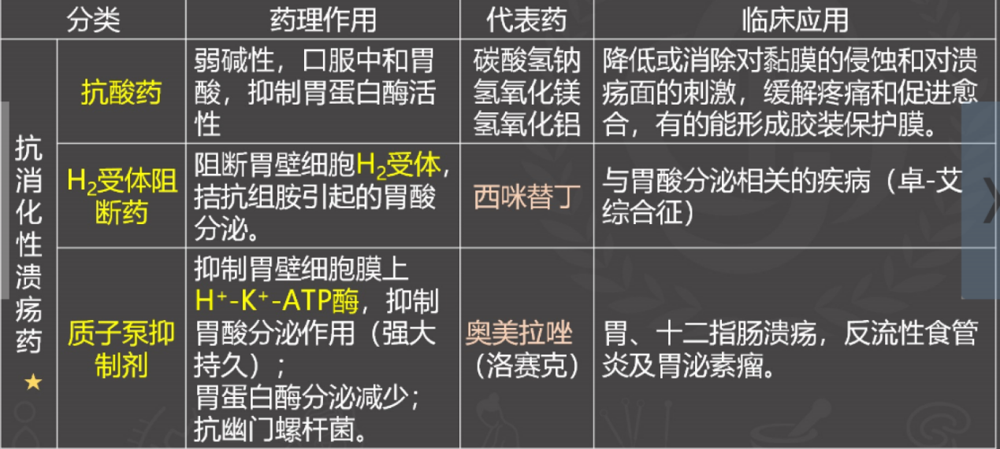 分类
药理作用
代表药
临床应用
抗消化性溃疡药
抗酸药
弱碱性，口服中和胃
酸，抑制胃蛋白酶活
性
碳酸氢钠
氢氧化镁
氢氧化铝
降低或消除对黏膜的侵蚀和对溃
疡面的刺激，缓解疼痛和促进愈
合，有的能形成胶装保护膜。
H₂受体阻
断药
阻断胃壁细胞H₂受体，
拮抗组胺引起的胃酸
分泌。
西咪替丁
与胃酸分泌相关的疾病（卓-艾
综合征）
质子泵抑
制剂
抑制胃壁细胞膜上
H⁺-K⁺-ATP酶，抑制
胃酸分泌作用（强大
持久）；
胃蛋白酶分泌减少；
抗幽门螺杆菌。
奥美拉唑
（洛赛克）
胃、十二指肠溃疡，反流性食管
炎及胃泌素瘤。